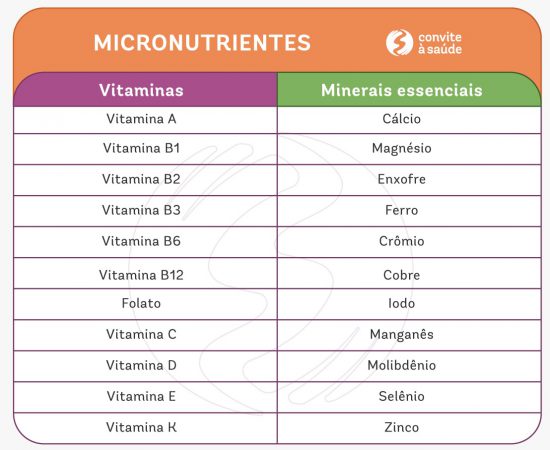 MICRONUTRIENTES
convite
à saúde
Vitaminas Minerais essenciais
Vitamina A Cálcio
Vitamina B1 Magnésio
Vitamina B2 Enxofre
Vitamina B3 Ferro
Vitamina B6 Crômio
Vitamina B12 Cobre
Folato Iodo
Vitamina C Manganês
Vitamina D Molibdênio
Vitamina E Selênio
Vitamina K Zinco